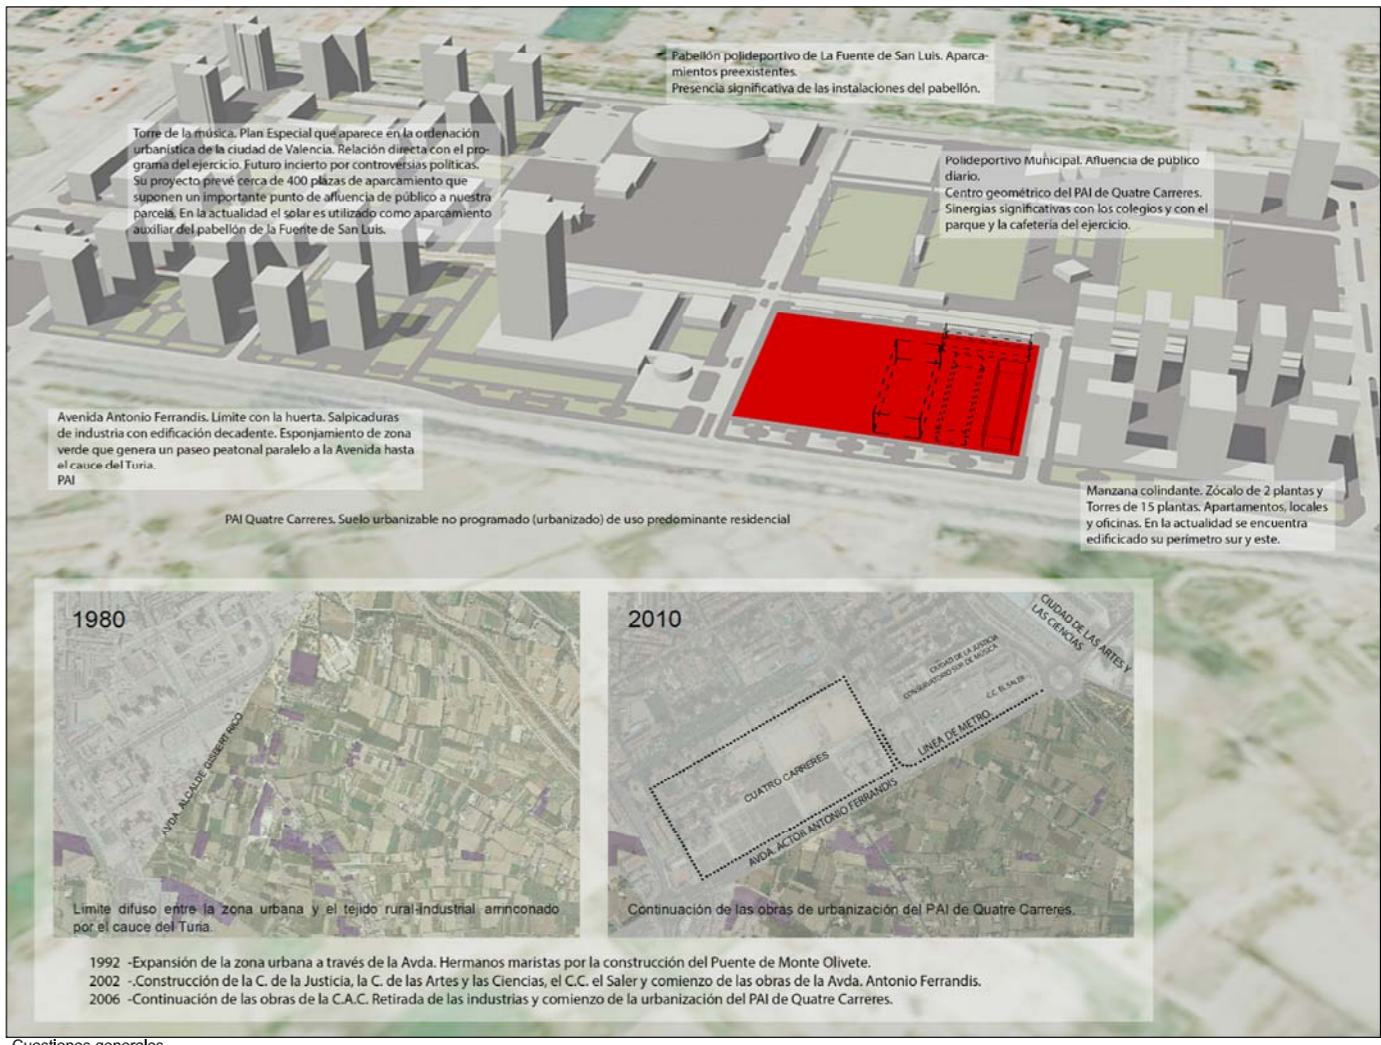 Pabellón polideportivo de La Fuente de San Luis. Aparca-
mientos preexistentes.
Presencia significativa de las instalaciones del pabellón.
Torre de la música. Plan Especial que aparece en la ordenación
urbanística de la ciudad de Valencia. Relación directa con el pro-
grama del ejercicio. Futuro incierto por controversias políticas.
Su proyecto prevé cerca de 400 plazas de aparcamiento que
suponen un importante punto de afluencia de público a nuestra
parcela. En la actualidad el solar es utilizado como aparcamiento
auxiliar del pabellón de la Fuente de San Luis.
Polideportivo Municipal. Afluencia de público
diario.
Centro geométrico del PAI de Quatre Carreres.
Sinergias significativas con los colegios y con el
parque y la cafetería del ejercicio.
Avenida Antonio Ferrandis. Límite con la huerta. Salpicaduras
de industria con edificación decadente. Esponjamiento de zona
verde que genera un paseo peatonal paralelo a la Avenida hasta
el cauce del Turia.
PAI
Manzana colindante. Zócalo de 2 plantas y
Torres de 15 plantas. Apartamentos, locales
y oficinas. En la actualidad se encuentra
edificicado su perímetro sur y este.
PAI Quatre Carreres. Suelo urbanizable no programado (urbanizado) de uso predominante residencial
1980
AVDA. ALCALDE GISBERT RICO
Limite difuso entre la zona urbana y el tejido rural-industrial arrinconado
por el cauce del Turia.
2010
CIUDAD DE LAS ARTES Y
LAS CIENCIAS
CIUDAD DE LA JUSTICIA
CONSERVATORIO SUR DE MÚSICA
C.C. EL SALER
LINEA DE METRO.
CUATRO CARRERES
AVDA. ACTOR ANTONIO FERRANDIS
Continuación de las obras de urbanización del PAI de Quatre Carreres.
1992 -Expansión de la zona urbana a través de la Avda. Hermanos maristas por la construcción del Puente de Monte Olivete.
2002 -.Construcción de la C. de la Justicia, la C. de las Artes y las Ciencias, el C.C. el Saler y comienzo de las obras de la Avda. Antonio Ferrandis.
2006 -Continuación de las obras de la C.A.C. Retirada de las industrias y comienzo de la urbanización del PAI de Quatre Carreres.
Cuestiones generales